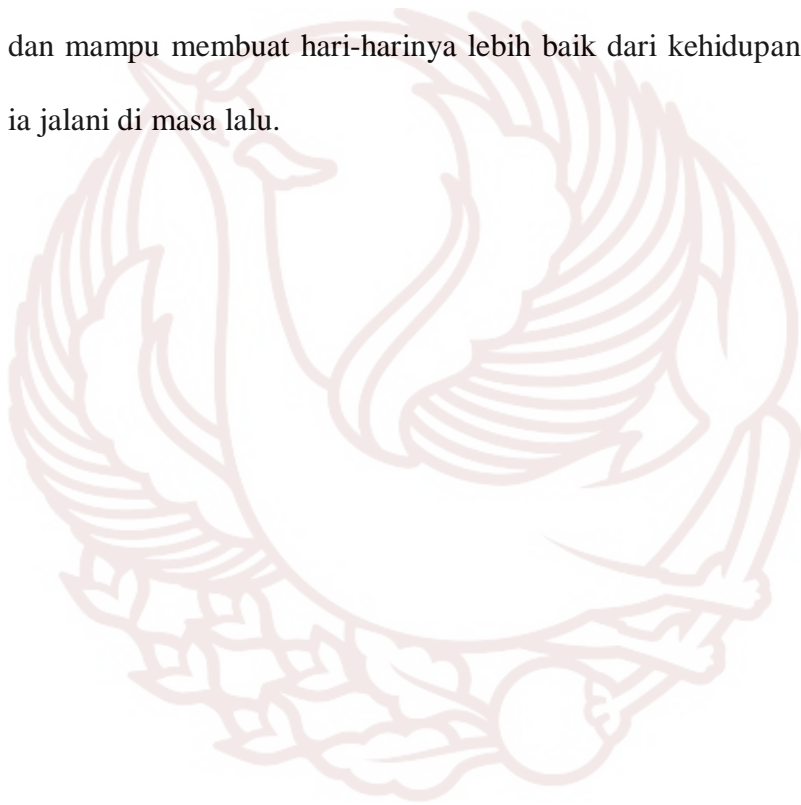 dan mampu membuat hari-harinya lebih baik dari kehidupan
ia jalani di masa lalu.